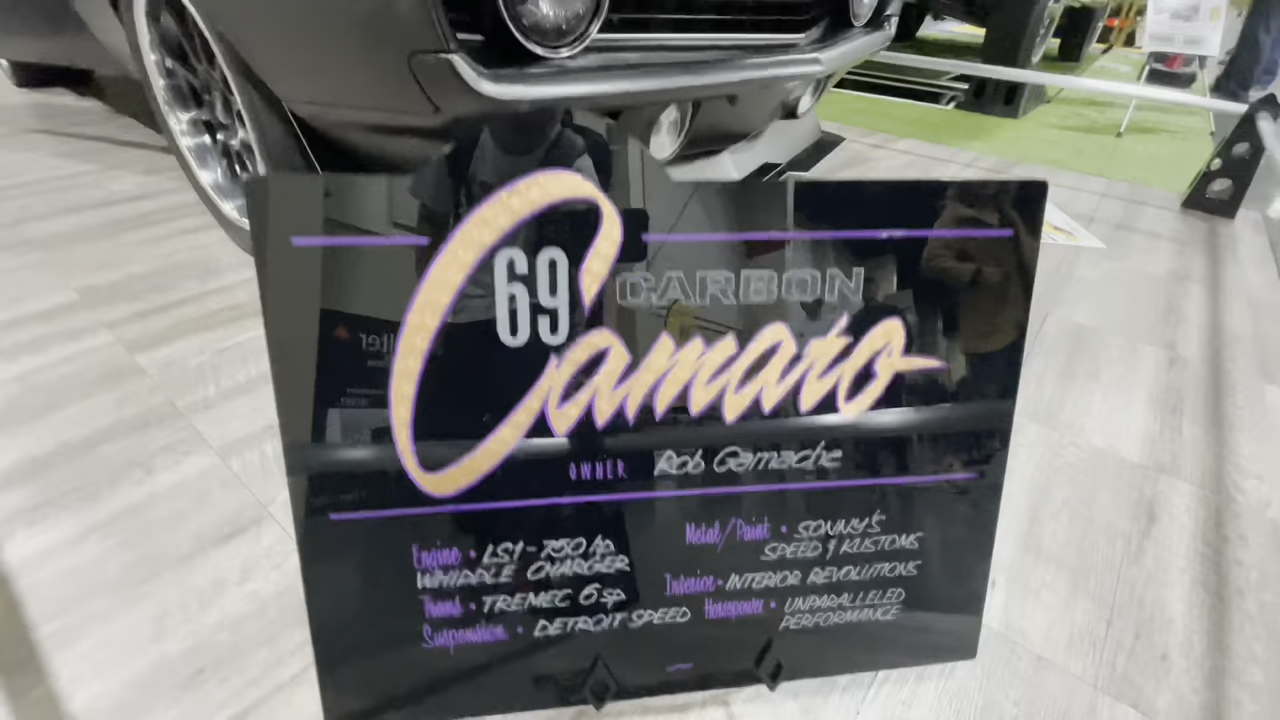 69 CARBON
Camaro
OWNER Rob Gamache
Engine • LS1 - 750 hp
WHIPPLE CHARGER
Trans • TREMEC 6 sp
Suspension • DETROIT SPEED
Metal/Paint • SONNY'S
SPEED & KUSTOMS
Interior • INTERIOR REVOLUTIONS
Horsepower • UNPARALLELED
PERFORMANCE